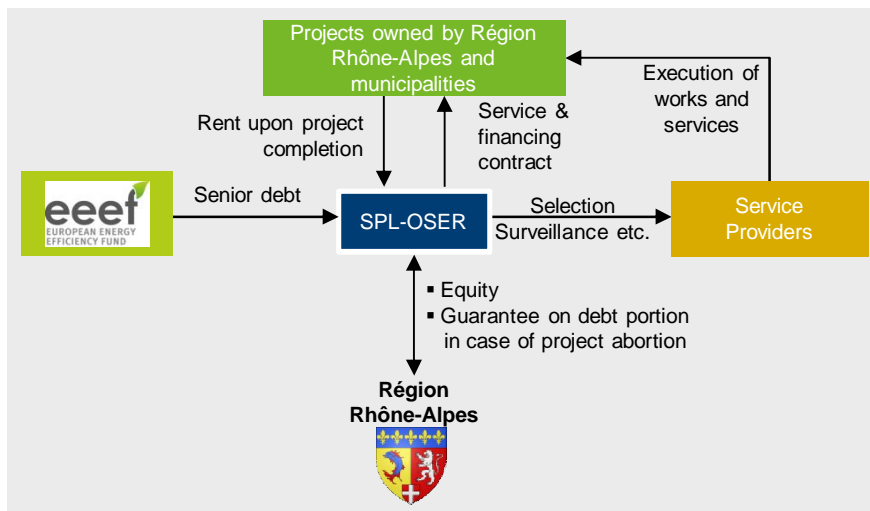 Projects owned by Région
Rhône-Alpes and
municipalities
Execution of
works and
services
Rent upon project
completion
Service &
financing
contract
eeef
EUROPEAN ENERGY
EFFICIENCY FUND
Senior debt
SPL-OSER
Selection
Surveillance etc.
Service
Providers
▪ Equity
▪ Guarantee on debt portion
in case of project abortion
Région
Rhône-Alpes